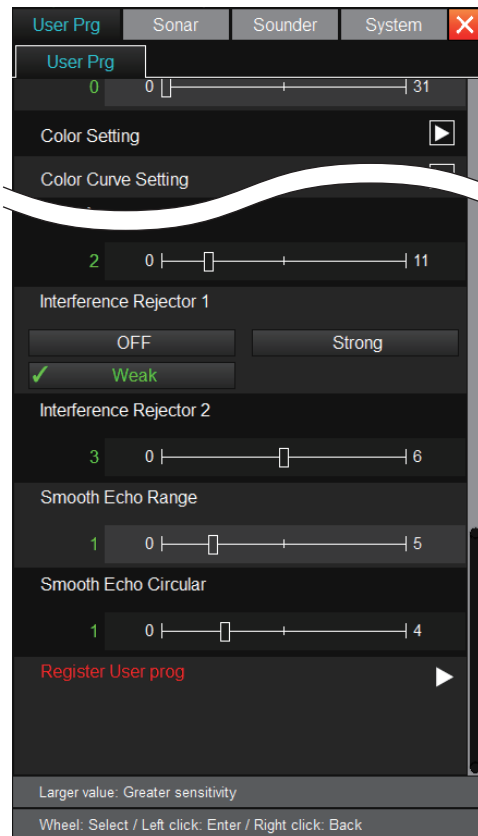 User Prg Sonar Sounder System
User Prg
0 0 31
Color Setting
Color Curve Setting
2 0 11
Interference Rejector 1
OFF Strong
✓ Weak
Interference Rejector 2
3 0 6
Smooth Echo Range
1 0 5
Smooth Echo Circular
1 0 4
Register User prog
Larger value: Greater sensitivity
Wheel: Select / Left click: Enter / Right click: Back